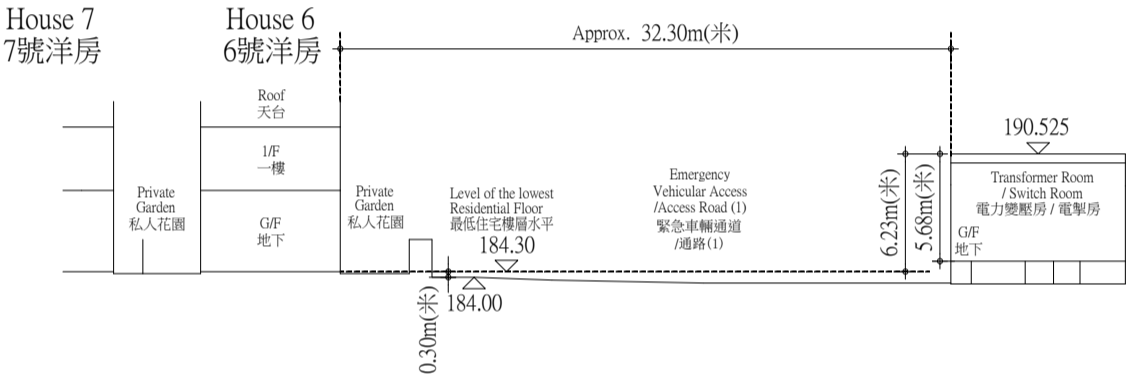 House 7
7號洋房
House 6
6號洋房
Approx. 32.30m(米)
Roof
天台
1/F
一樓
G/F
地下
Private
Garden
私人花園
Private
Garden
私人花園
Level of the lowest
Residential Floor
最低住宅樓層水平
184.30
184.00
0.30m(米)
Emergency
Vehicular Access
/Access Road (1)
緊急車輛通道
/通路(1)
6.23m(米)
5.68m(米)
190.525
Transformer Room
/ Switch Room
電力變壓房 / 電掣房
G/F
地下